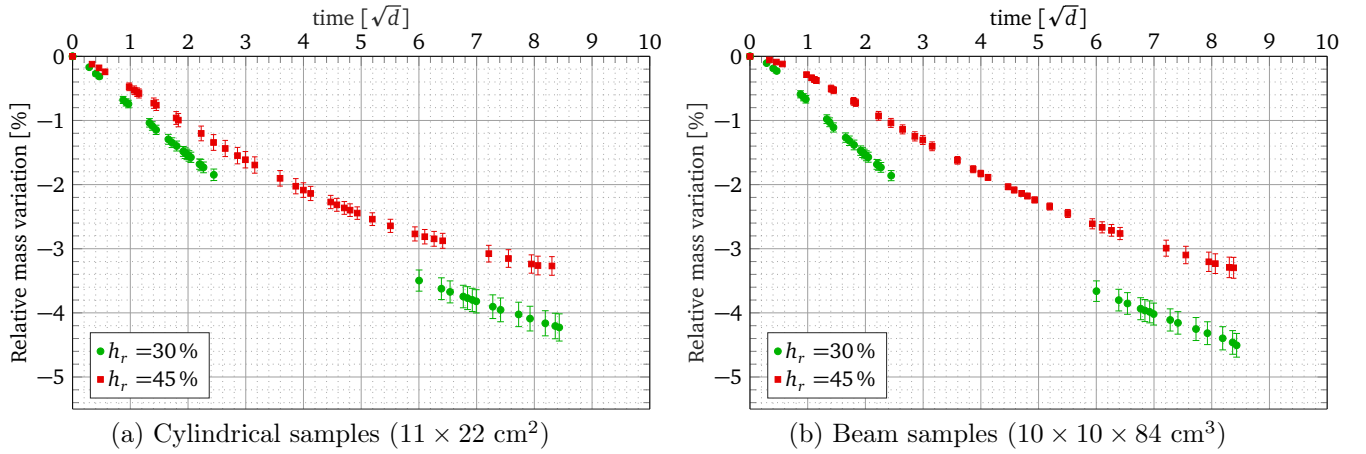 time [√d]
0 1 2 3 4 5 6 7 8 9 10
0
−1
−2
−3
−4
−5
Relative mass variation [%]
h_r =30 %
h_r =45 %
(a) Cylindrical samples (11 × 22 cm²)
time [√d]
0 1 2 3 4 5 6 7 8 9 10
0
−1
−2
−3
−4
−5
Relative mass variation [%]
h_r =30 %
h_r =45 %
(b) Beam samples (10 × 10 × 84 cm³)